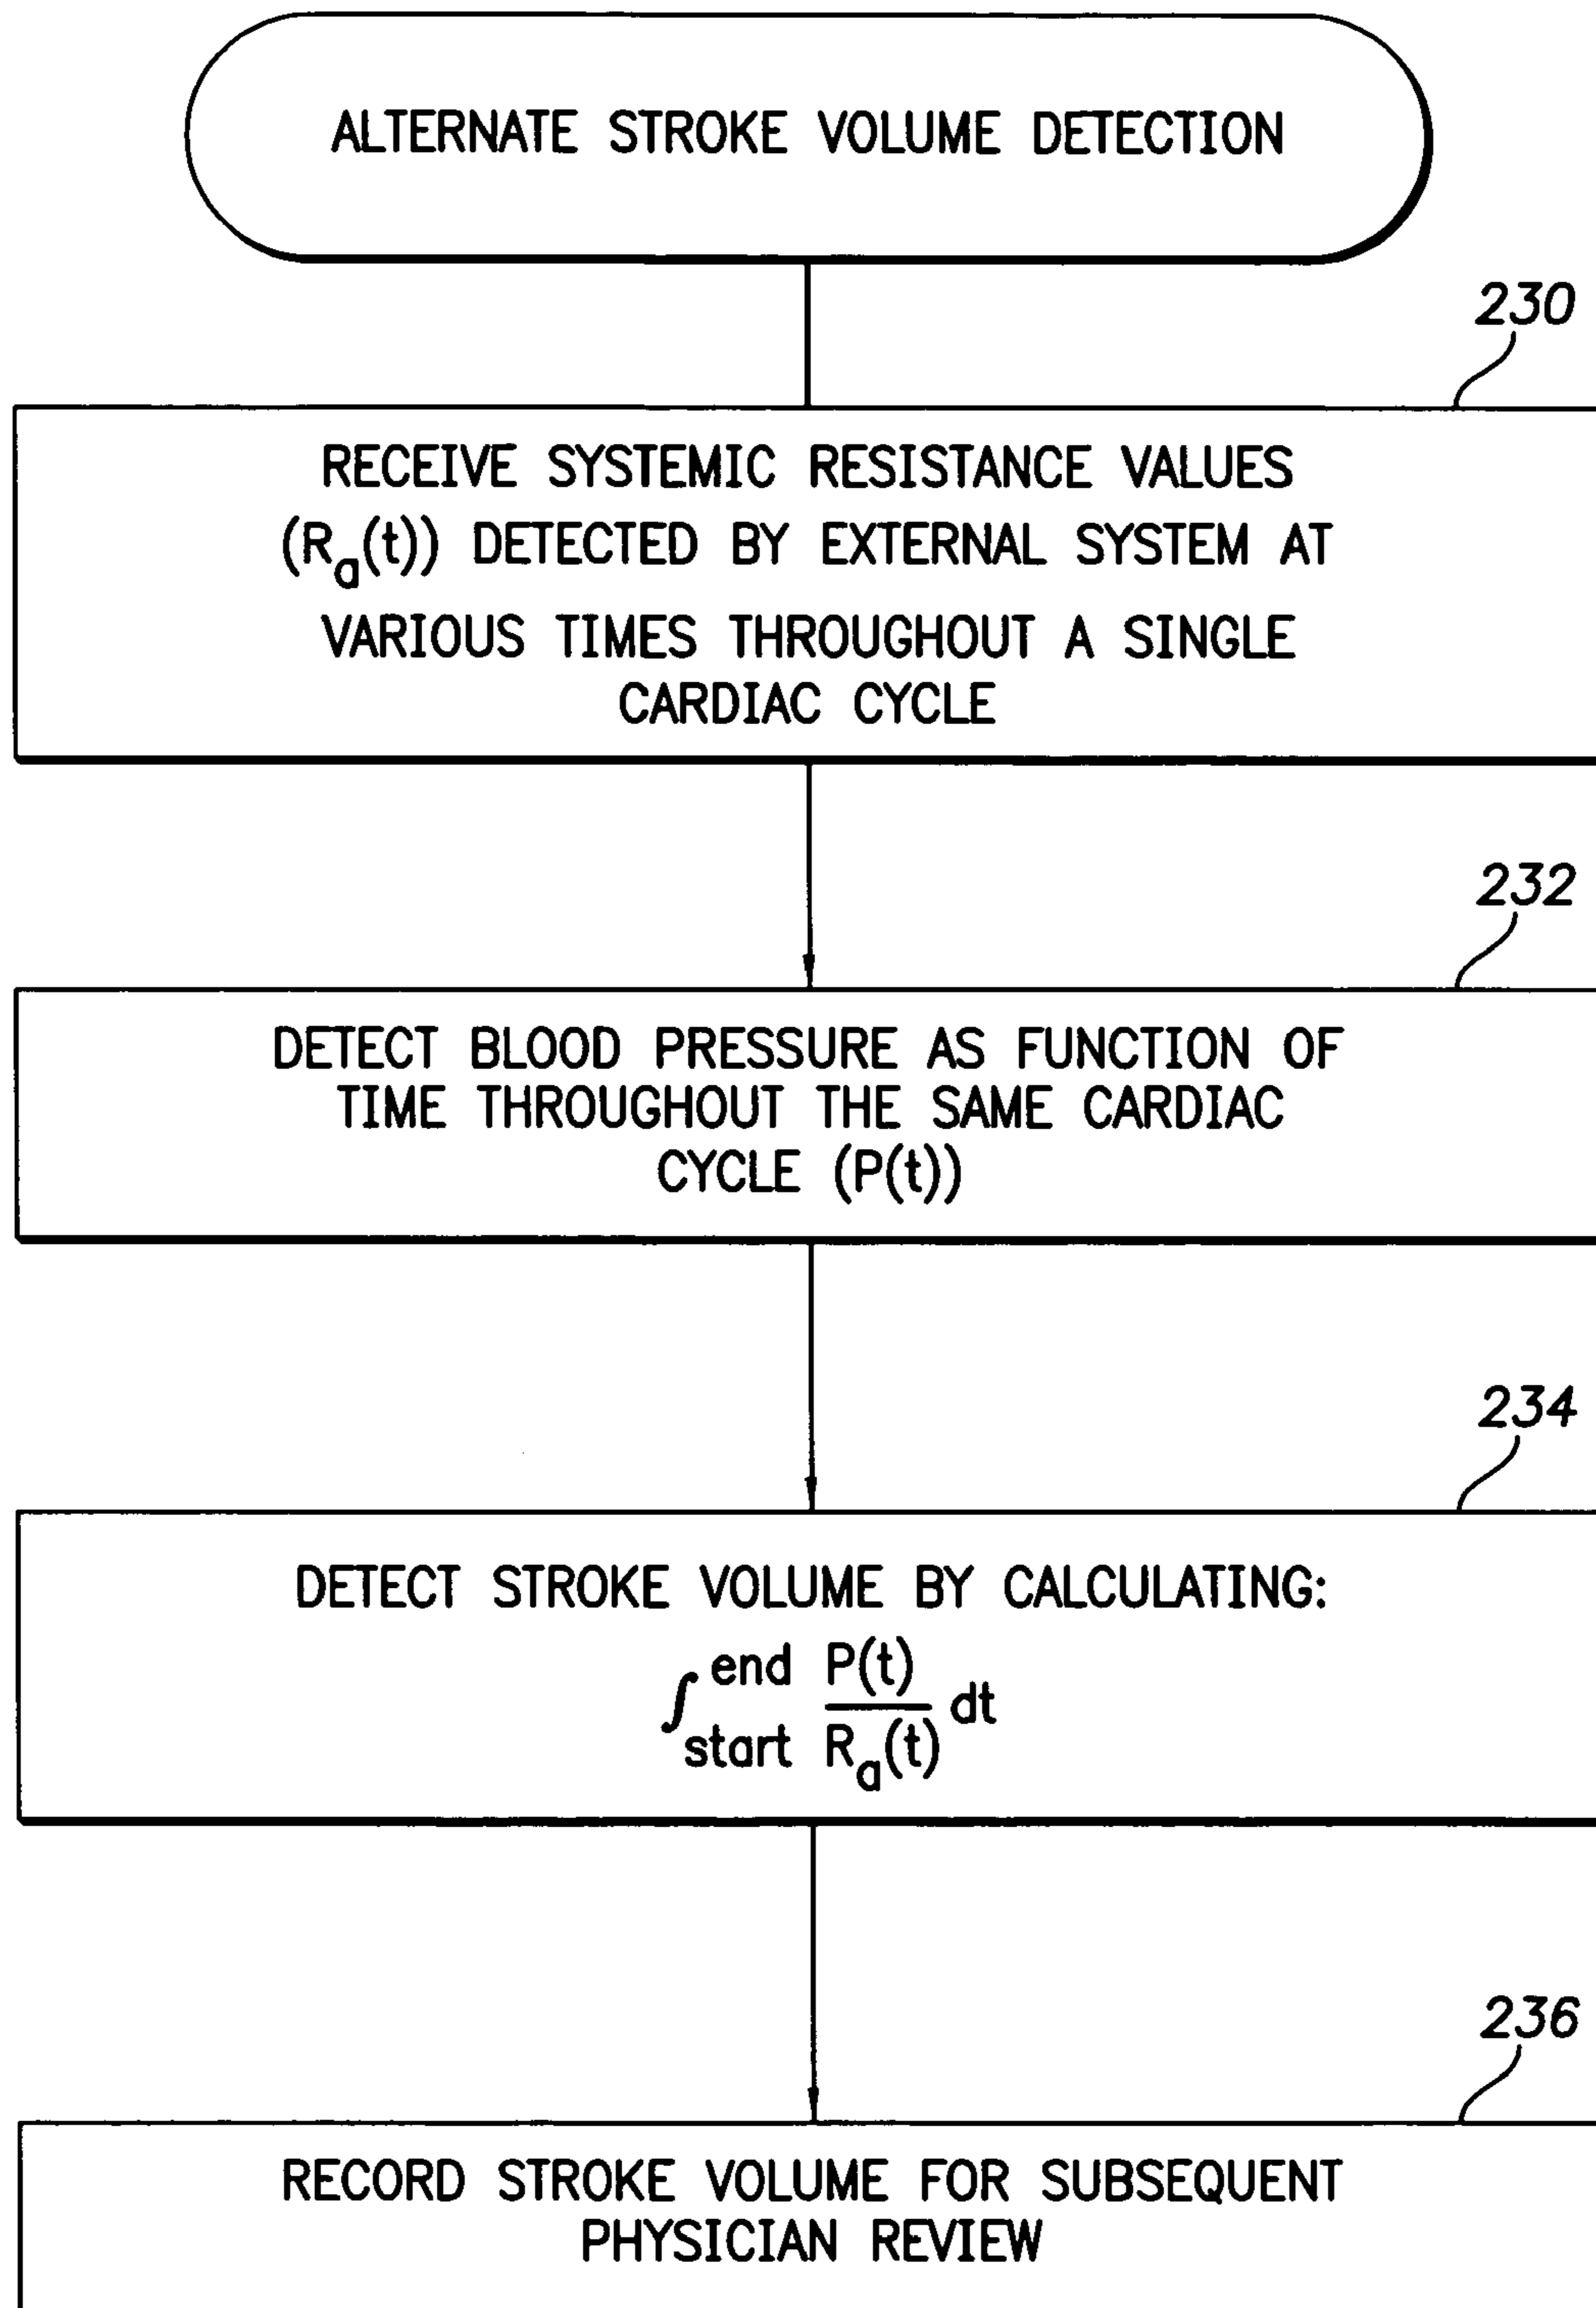 ALTERNATE STROKE VOLUME DETECTION
230
RECEIVE SYSTEMIC RESISTANCE VALUES
(Ra(t)) DETECTED BY EXTERNAL SYSTEM AT
VARIOUS TIMES THROUGHOUT A SINGLE
CARDIAC CYCLE
232
DETECT BLOOD PRESSURE AS FUNCTION OF
TIME THROUGHOUT THE SAME CARDIAC
CYCLE (P(t))
234
DETECT STROKE VOLUME BY CALCULATING:
∫ end P(t)
dt
start Ra(t)
236
RECORD STROKE VOLUME FOR SUBSEQUENT
PHYSICIAN REVIEW